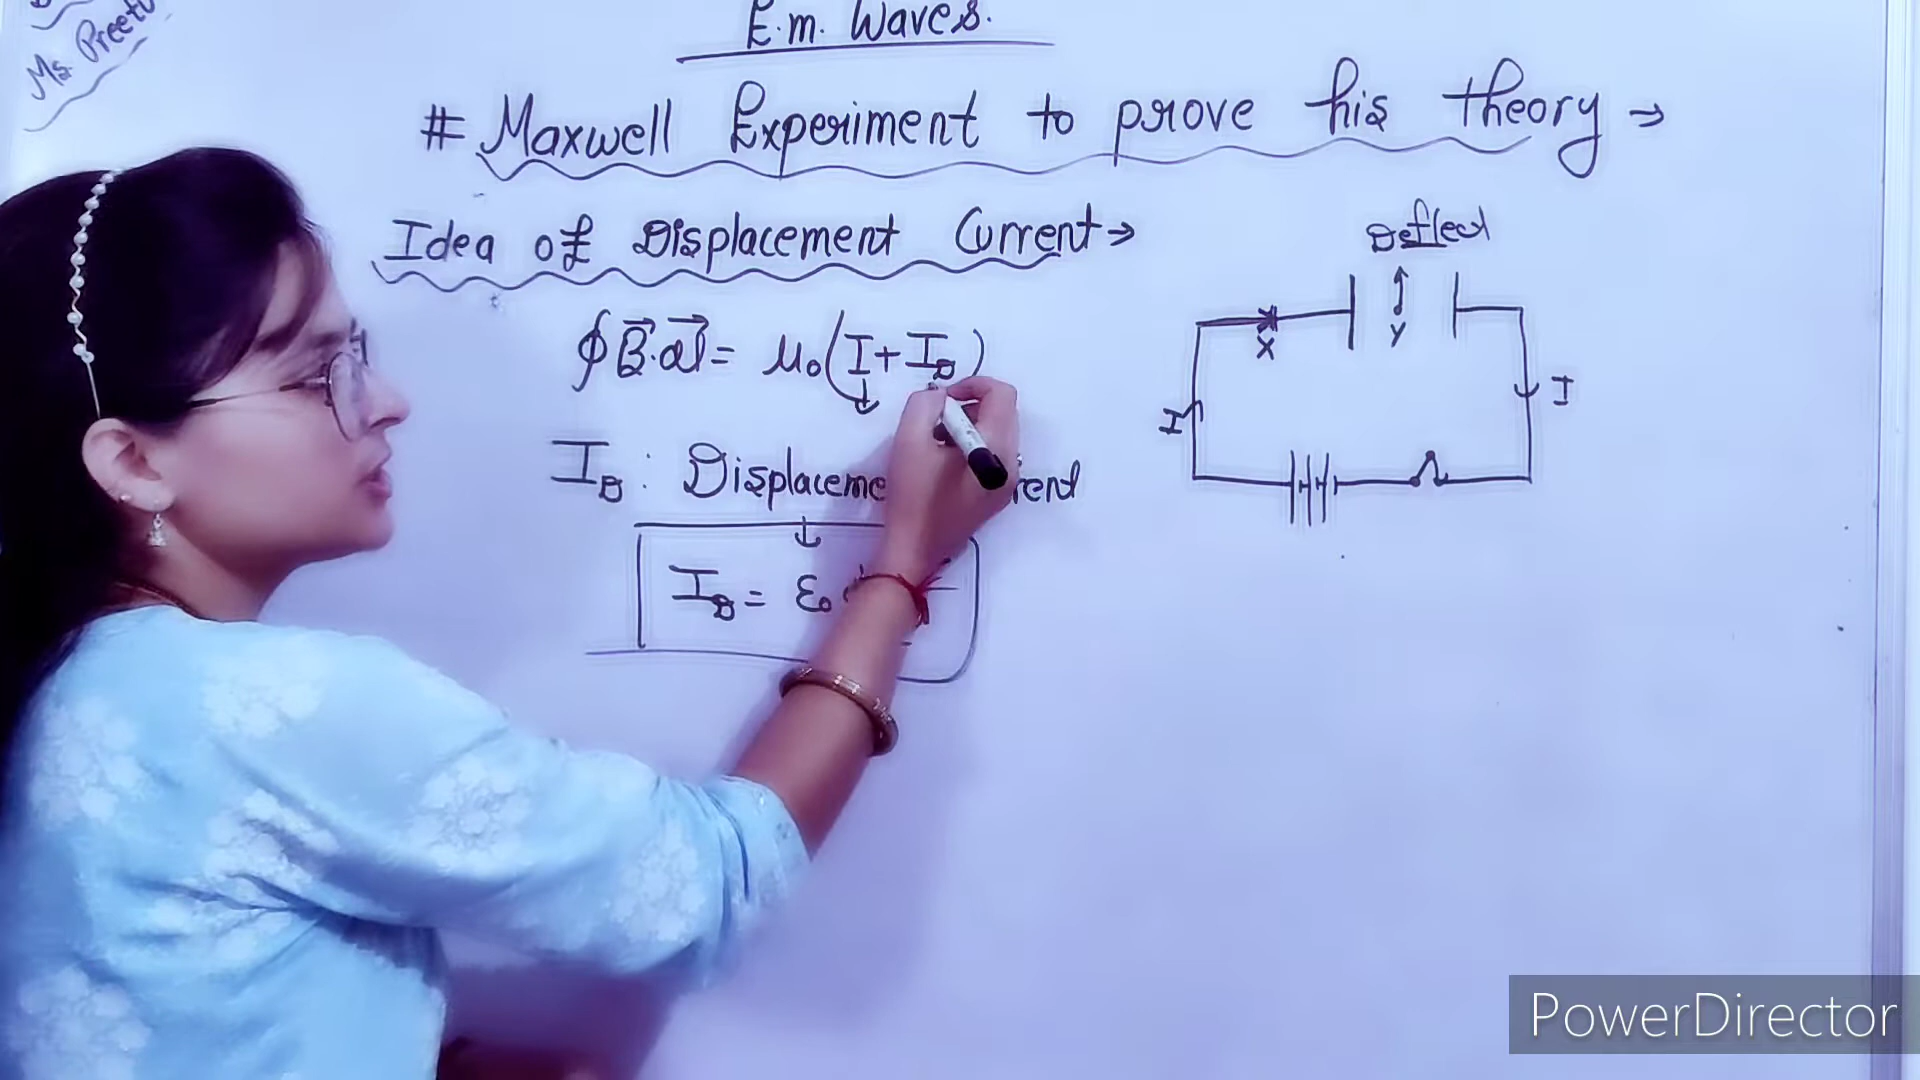 Ms. Preeti
E.m. Waves.
# Maxwell Experiment to prove his theory →
Idea of Displacement Current →
Deflect
∮B⃗.dl⃗ = μ₀(I + I_D)
X
Y
I
I
I_D : Displaceme rent
I_D = ε₀
PowerDirector